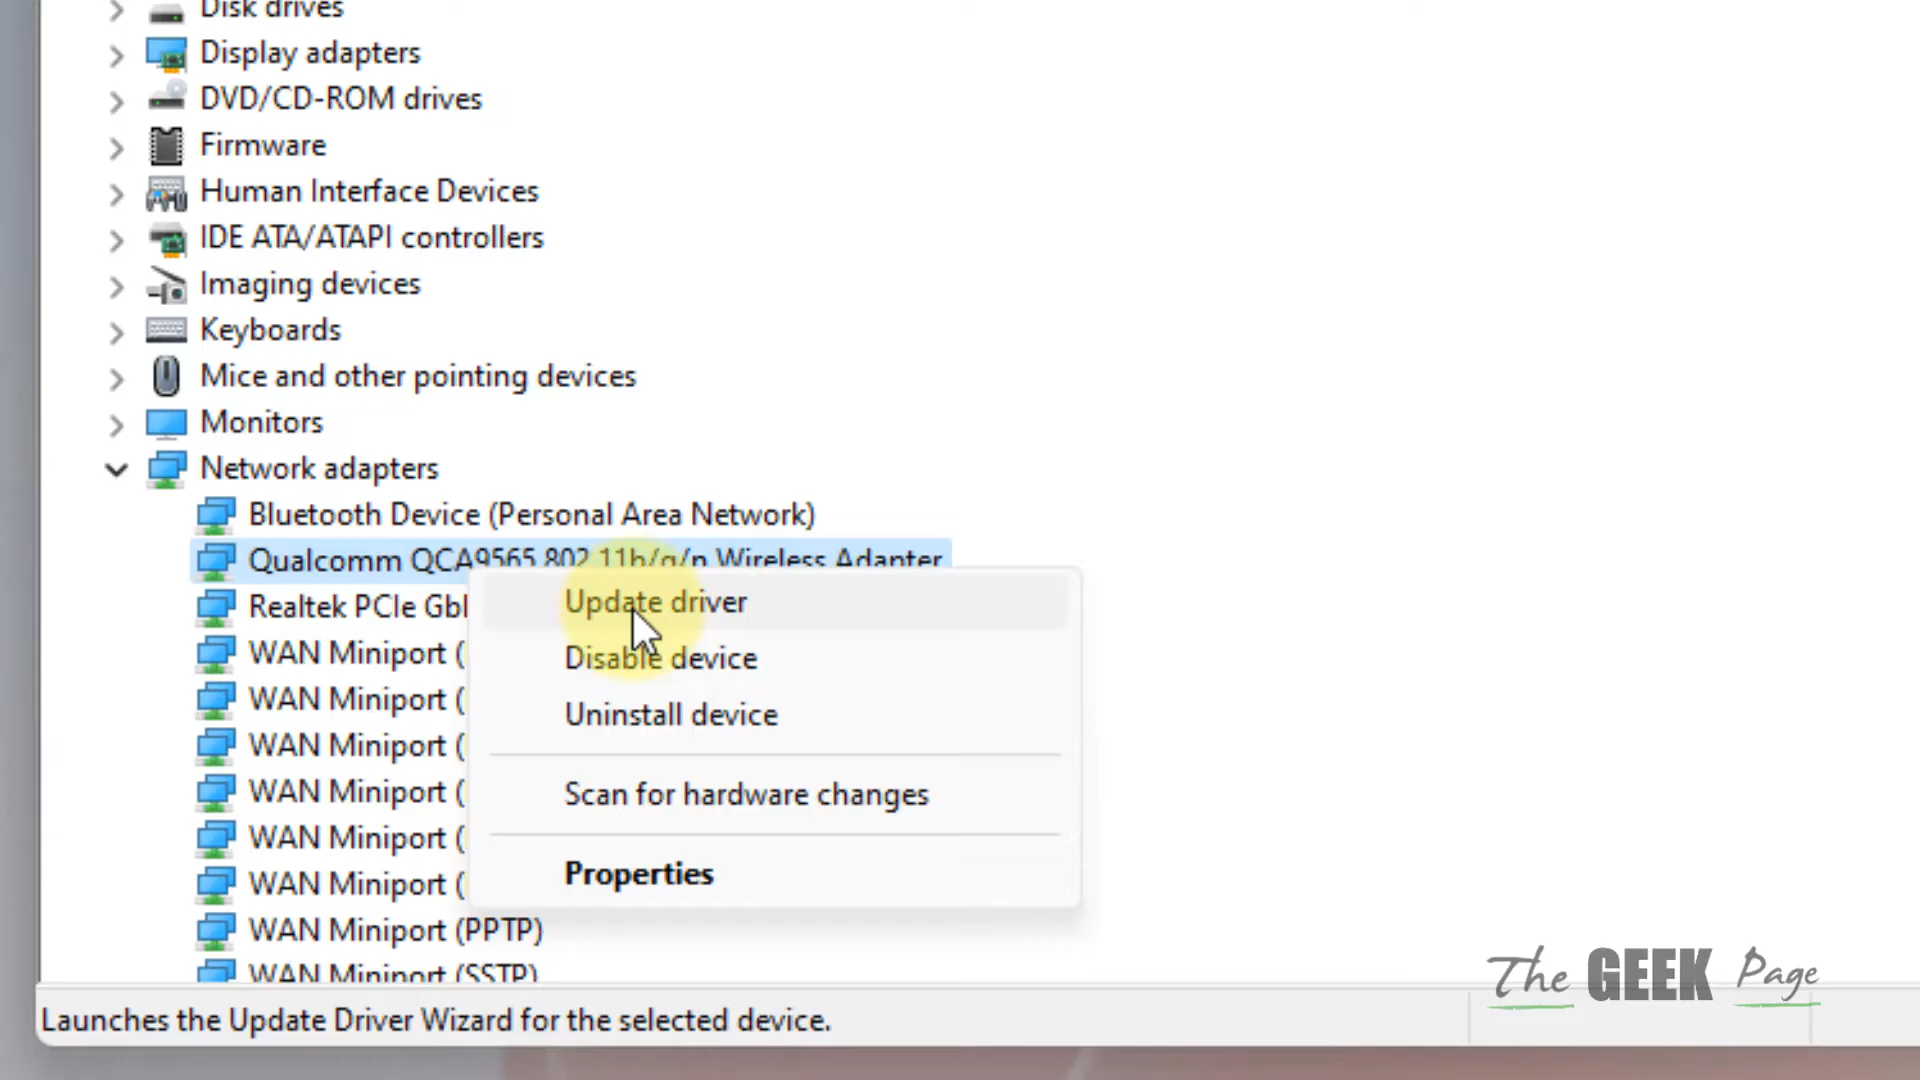 Disk drives
Display adapters
DVD/CD-ROM drives
Firmware
Human Interface Devices
IDE ATA/ATAPI controllers
Imaging devices
Keyboards
Mice and other pointing devices
Monitors
Network adapters
Bluetooth Device (Personal Area Network)
Qualcomm QCA9565 802.11b/g/n Wireless Adapter
Realtek PCIe GbI
WAN Miniport (
WAN Miniport (
WAN Miniport (
WAN Miniport (
WAN Miniport (
WAN Miniport (
WAN Miniport (PPTP)
WAN Miniport (SSTP)
Update driver
Disable device
Uninstall device
Scan for hardware changes
Properties
The GEEK Page
Launches the Update Driver Wizard for the selected device.